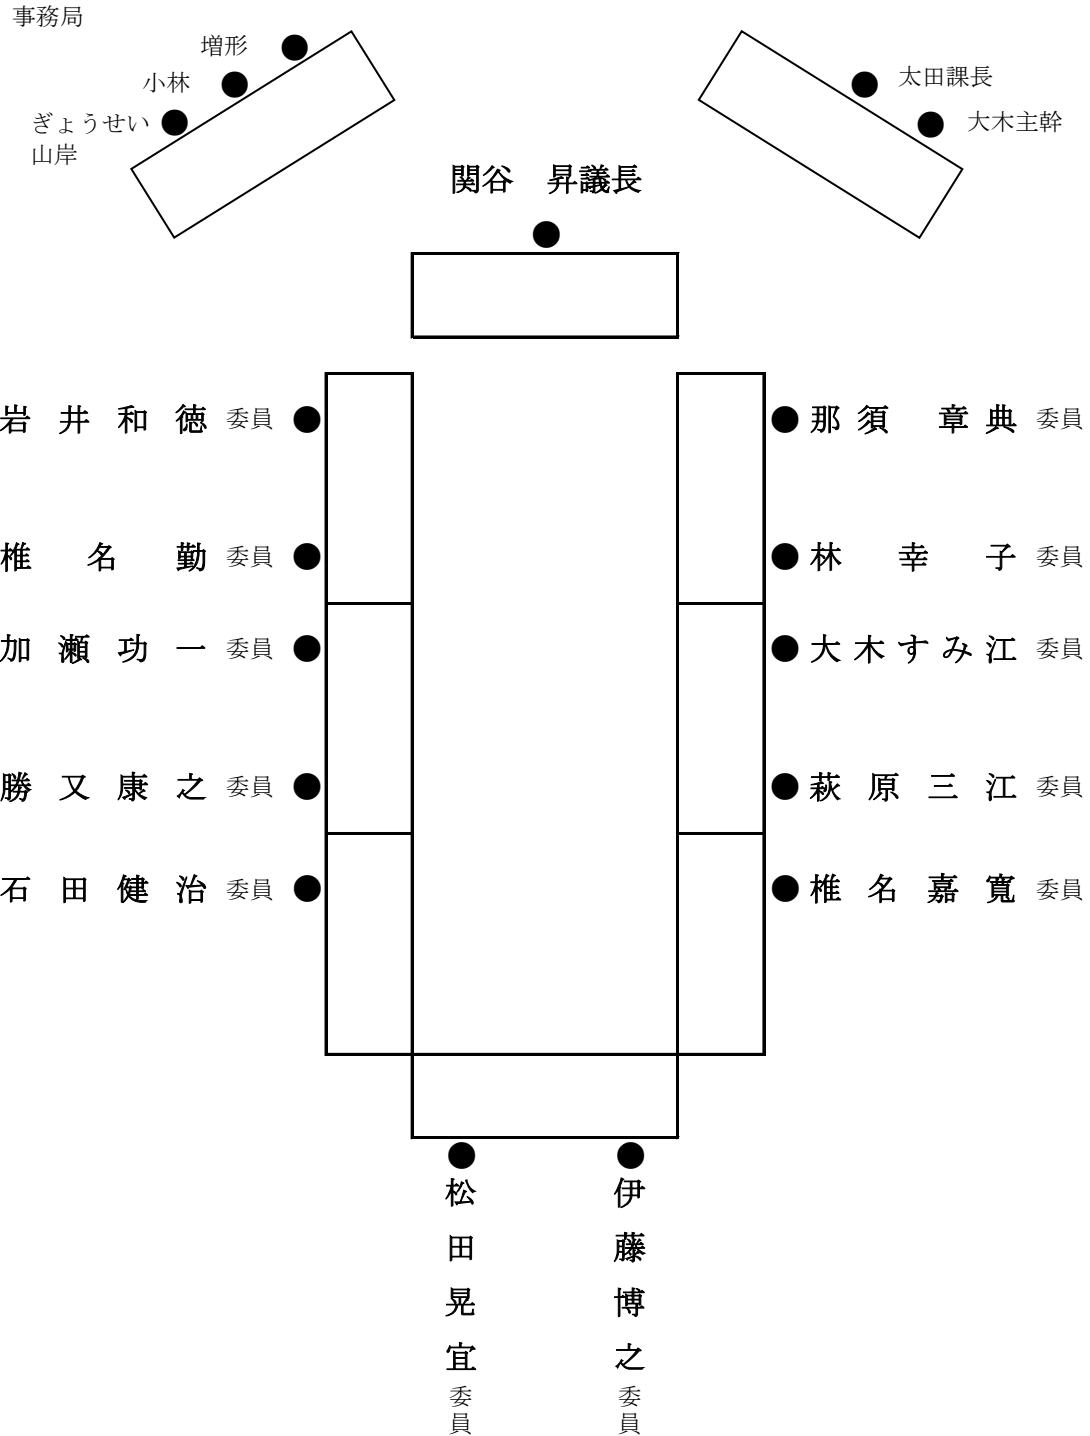 事務局
増形
小林
ぎょうせい
山岸
太田課長
大木主幹
関谷　昇議長
岩井和徳 委員
那須　章典 委員
椎名勤 委員
林幸子 委員
加瀬功一 委員
大木すみ江 委員
勝又康之 委員
萩原三江 委員
石田健治 委員
椎名嘉寛 委員
松田晃宜委員
伊藤博之委員